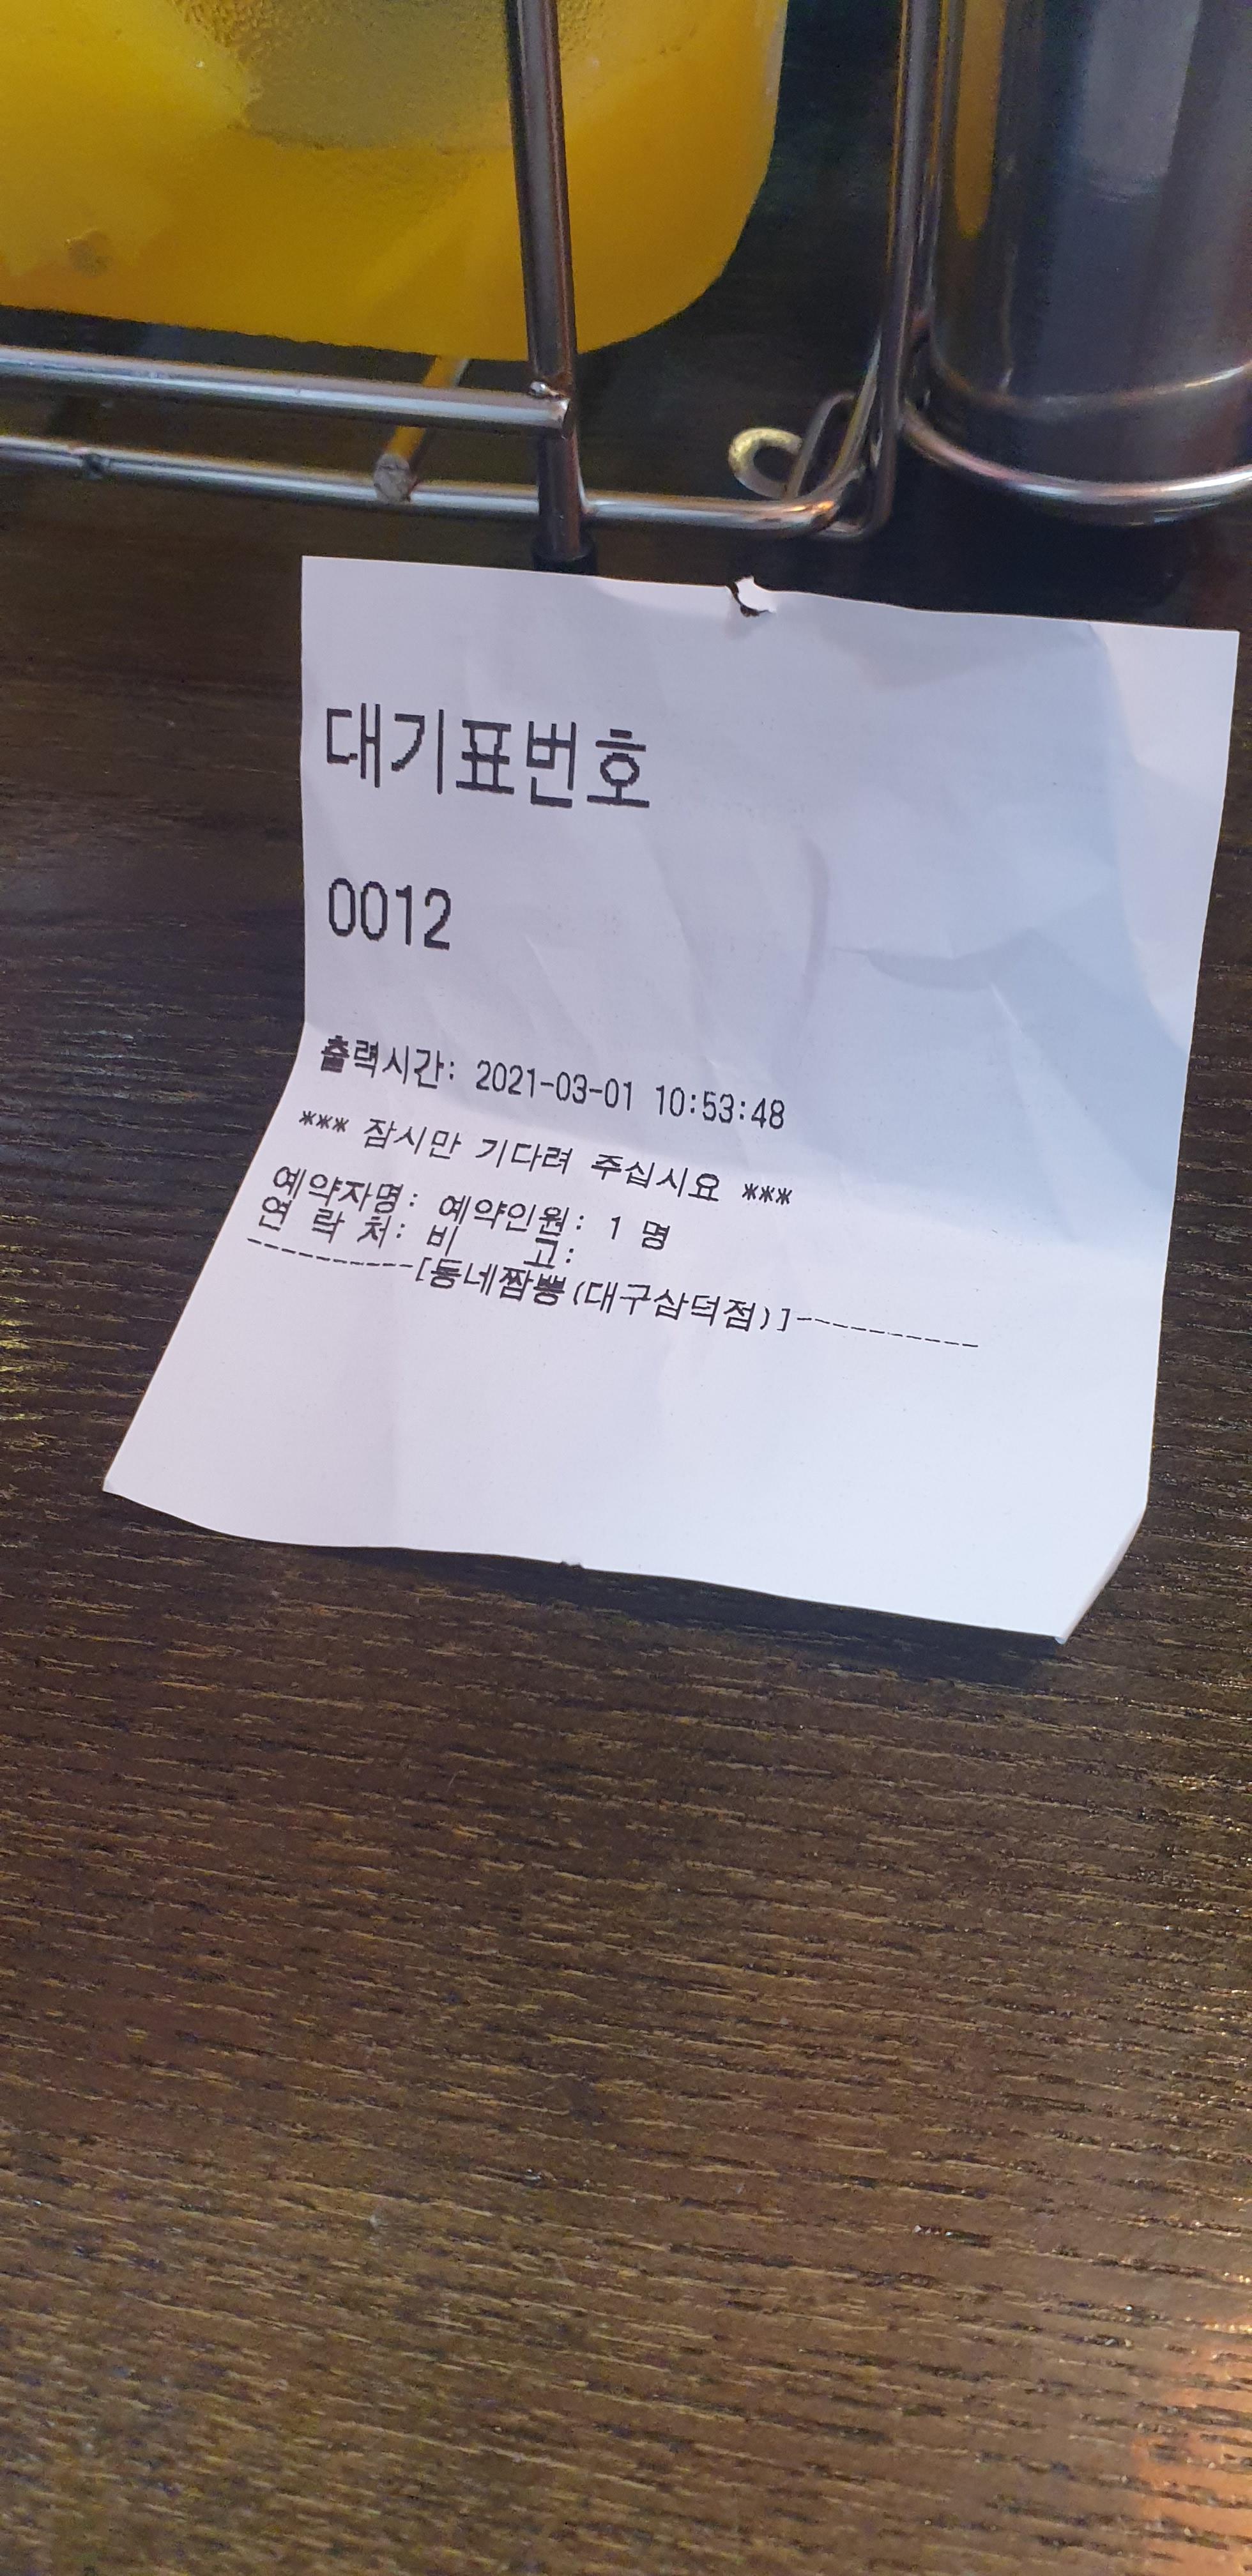 대기표번호
0012
출력시간: 2021-03-01 10:53:48
*** 잠시만 기다려 주십시요 ***
예약자명: 예약인원: 1 명
연 락 처: 비 고:
----------[동네짬뽕(대구삼덕점)]-----------